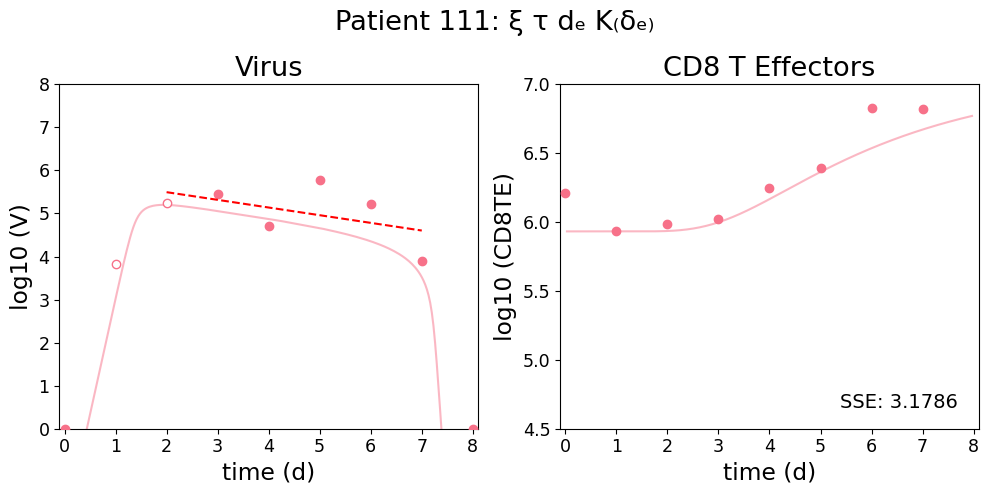 Patient 111: ξ τ dₑ K₍δₑ₎
Virus
CD8 T Effectors
log10 (V)
8
7
6
5
4
3
2
1
0
0 1 2 3 4 5 6 7 8
time (d)
log10 (CD8TE)
7.0
6.5
6.0
5.5
5.0
4.5
SSE: 3.1786
0 1 2 3 4 5 6 7 8
time (d)